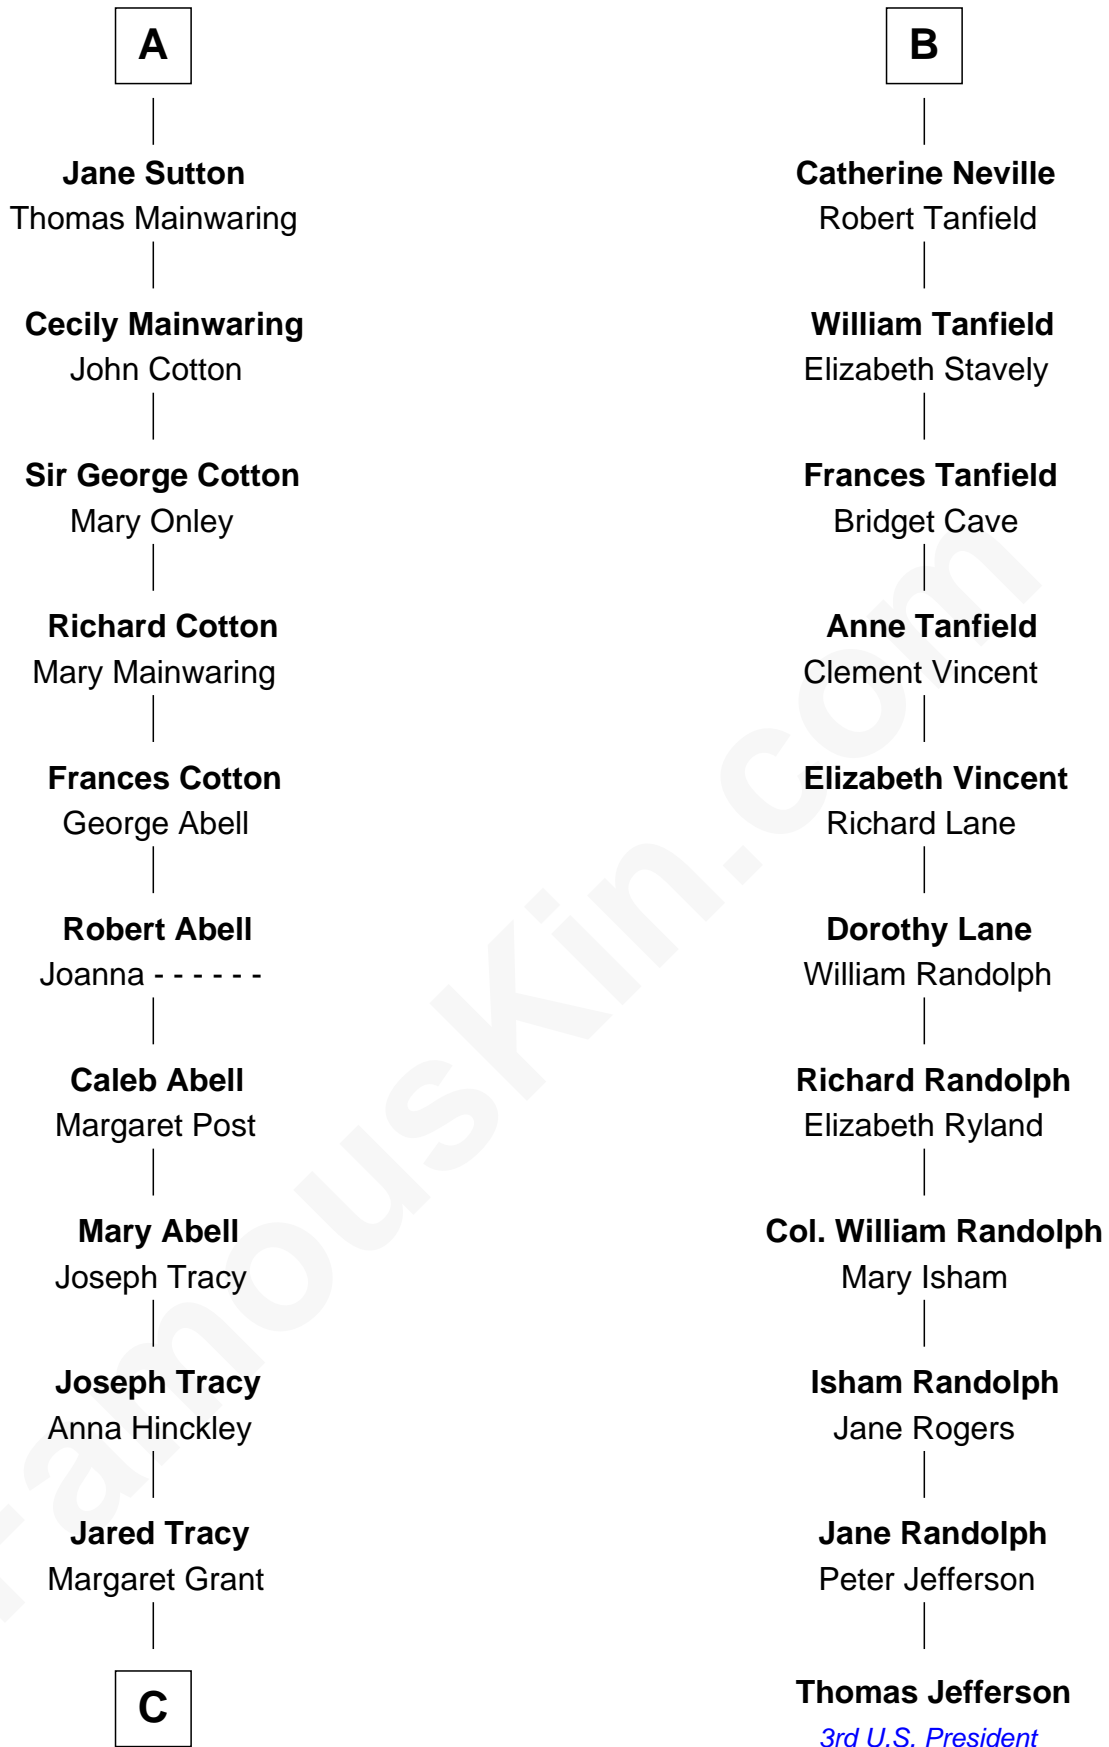 A
Jane Sutton
Thomas Mainwaring
Cecily Mainwaring
John Cotton
Sir George Cotton
Mary Onley
Richard Cotton
Mary Mainwaring
Frances Cotton
George Abell
Robert Abell
Joanna - - - - - -
Caleb Abell
Margaret Post
Mary Abell
Joseph Tracy
Joseph Tracy
Anna Hinckley
Jared Tracy
Margaret Grant
C
B
Catherine Neville
Robert Tanfield
William Tanfield
Elizabeth Stavely
Frances Tanfield
Bridget Cave
Anne Tanfield
Clement Vincent
Elizabeth Vincent
Richard Lane
Dorothy Lane
William Randolph
Richard Randolph
Elizabeth Ryland
Col. William Randolph
Mary Isham
Isham Randolph
Jane Rogers
Jane Randolph
Peter Jefferson
Thomas Jefferson
3rd U.S. President
FamousKin.com